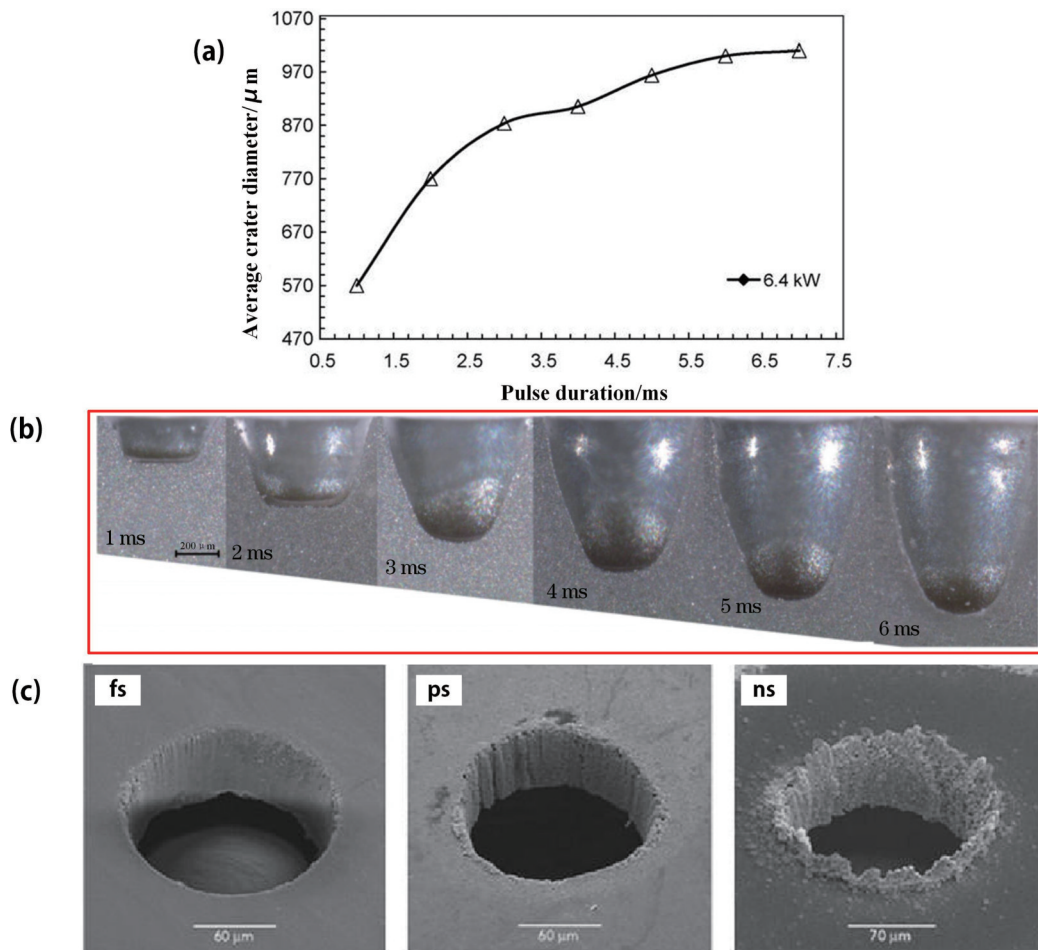 (a)
Average crater diameter/μm
1070
970
870
770
670
570
470
0.5
1.5
2.5
3.5
4.5
5.5
6.5
7.5
6.4 kW
Pulse duration/ms
(b)
1 ms
200 μm
2 ms
3 ms
4 ms
5 ms
6 ms
(c)
fs
ps
ns
60 μm
60 μm
70 μm